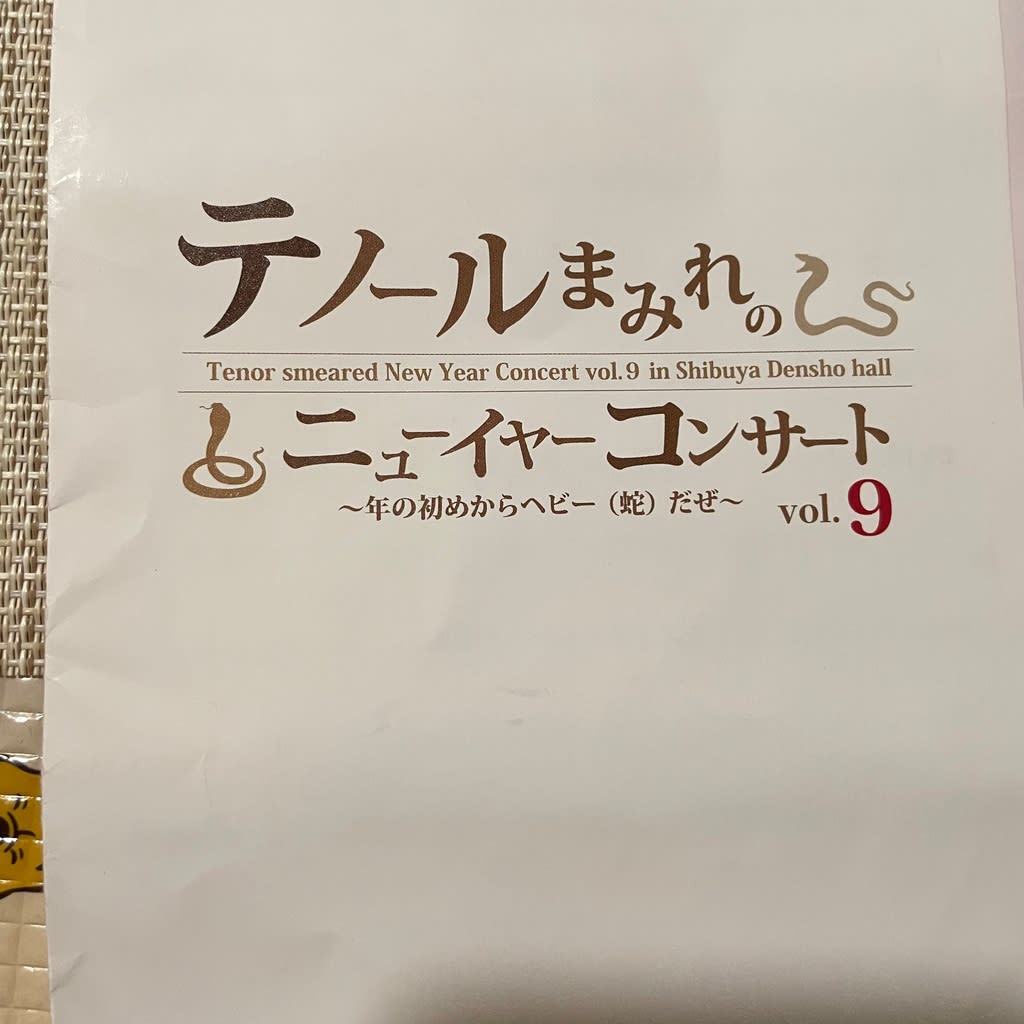 テノールまみれの
Tenor smeared New Year Concert vol.9 in Shibuya Densho hall
ニューイヤーコンサート
～年の初めからヘビー（蛇）だぜ～ vol.9